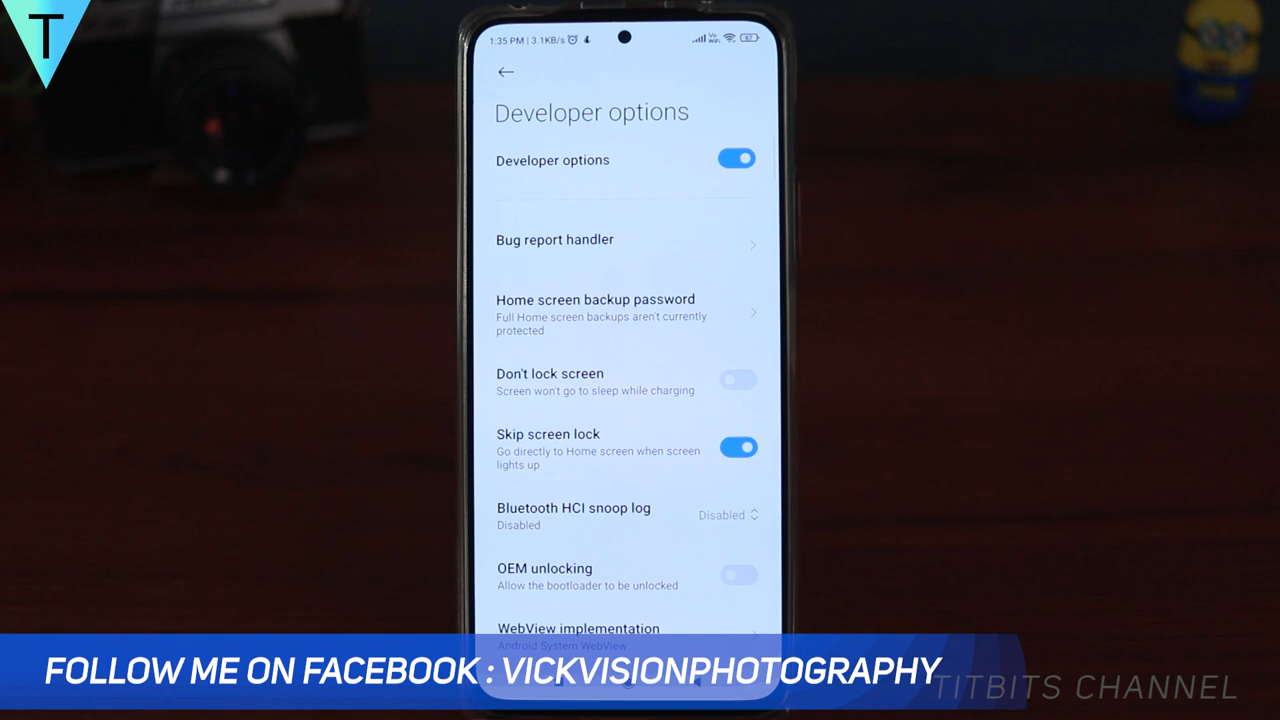 T
1:35 PM | 3.1KB/s
Vo WiFi
67
Developer options
Developer options
Bug report handler
Home screen backup password
Full Home screen backups aren't currently
protected
Don't lock screen
Screen won't go to sleep while charging
Skip screen lock
Go directly to Home screen when screen
lights up
Bluetooth HCI snoop log
Disabled
Disabled
OEM unlocking
Allow the bootloader to be unlocked
WebView implementation
Android System WebView
FOLLOW ME ON FACEBOOK : VICKVISIONPHOTOGRAPHY
TITBITS CHANNEL